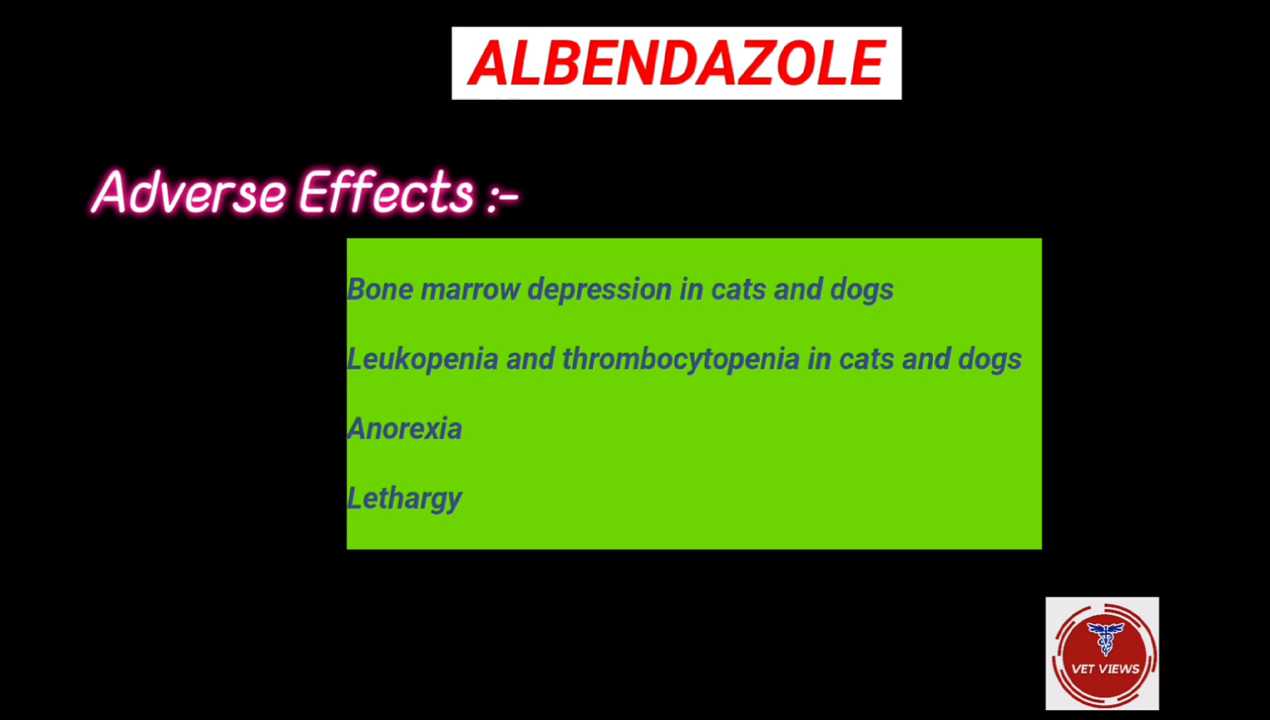 ALBENDAZOLE
Adverse Effects :-
Bone marrow depression in cats and dogs
Leukopenia and thrombocytopenia in cats and dogs
Anorexia
Lethargy
VET VIEWS